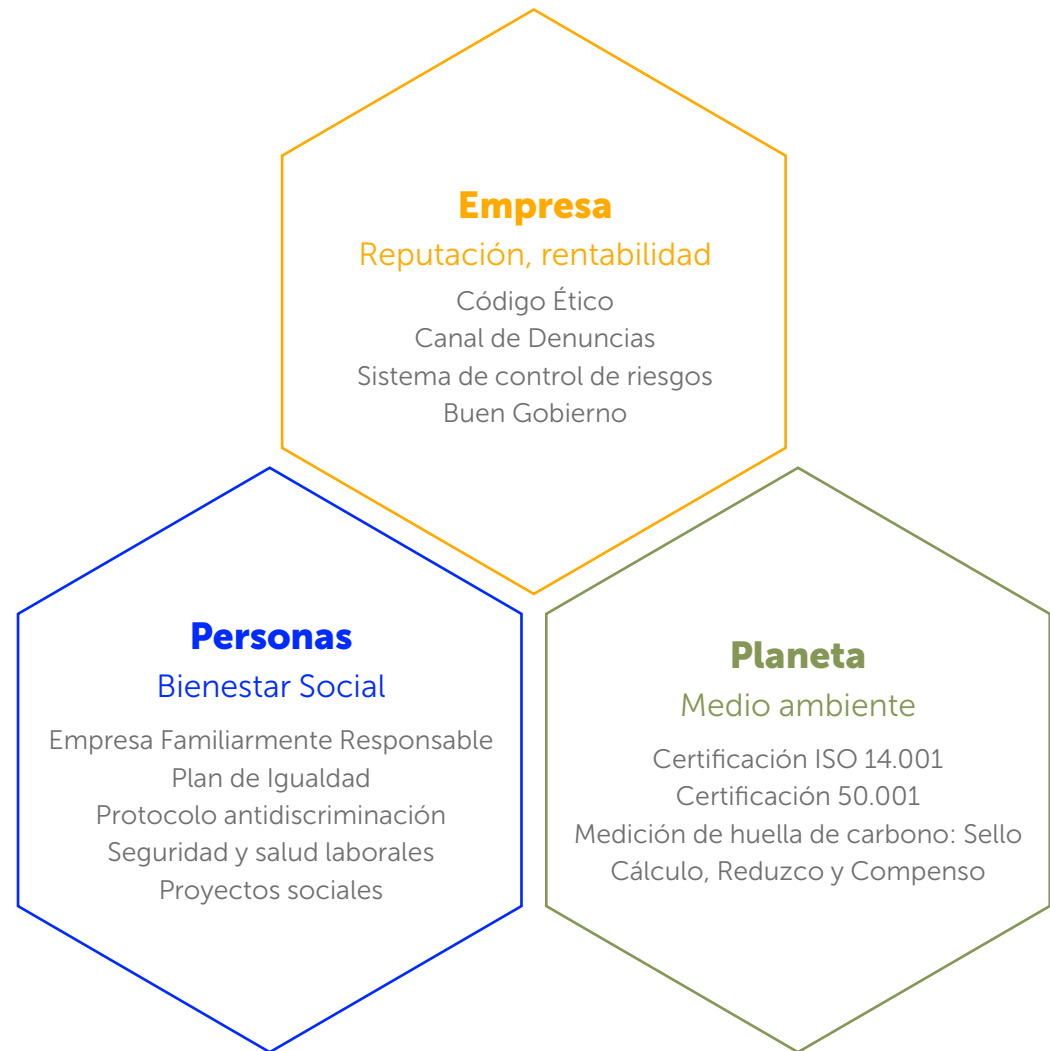 Empresa
Reputación, rentabilidad
Código Ético
Canal de Denuncias
Sistema de control de riesgos
Buen Gobierno
Personas
Bienestar Social
Empresa Familiarmente Responsable
Plan de Igualdad
Protocolo antidiscriminación
Seguridad y salud laborales
Proyectos sociales
Planeta
Medio ambiente
Certificación ISO 14.001
Certificación 50.001
Medición de huella de carbono: Sello
Cálculo, Reduzco y Compenso